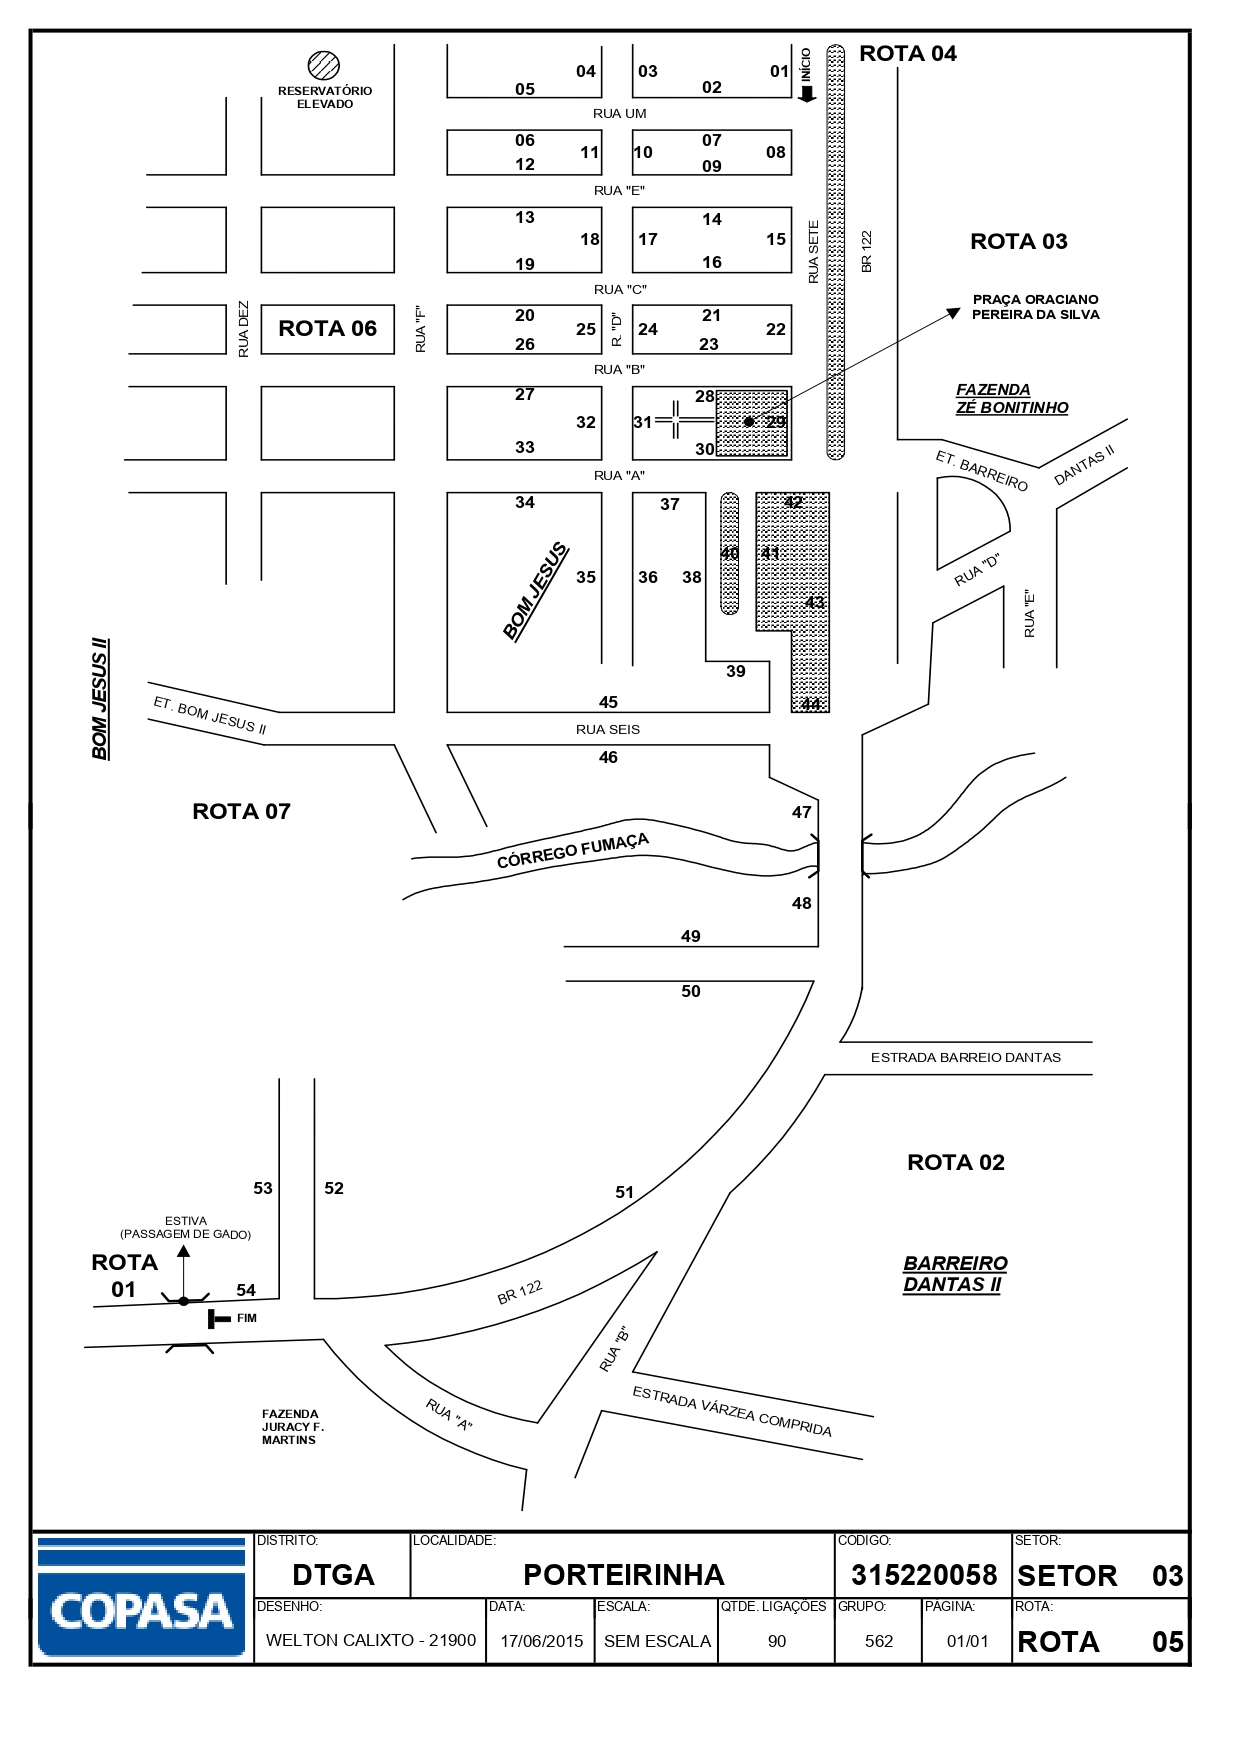 ROTA 04
INÍCIO
04
03
01
05
02
RESERVATÓRIO
ELEVADO
RUA UM
06
07
11
10
08
12
09
RUA "E"
13
14
18
17
15
19
16
RUA SETE
BR 122
ROTA 03
RUA "C"
PRAÇA ORACIANO
PEREIRA DA SILVA
RUA DEZ
ROTA 06
RUA "F"
20
21
25
R. "D"
24
22
26
23
RUA "B"
FAZENDA
ZÉ BONITINHO
27
28
32
31
29
33
30
RUA "A"
ET. BARREIRO
DANTAS II
34
37
42
BOM JESUS
35
36
38
40
41
43
RUA "D"
RUA "E"
39
44
45
BOM JESUS II
ET. BOM JESUS II
RUA SEIS
46
ROTA 07
47
CÓRREGO FUMAÇA
48
49
50
ESTRADA BARREIO DANTAS
ROTA 02
53
52
51
ESTIVA
(PASSAGEM DE GADO)
ROTA
01
54
FIM
BARREIRO
DANTAS II
BR 122
RUA "B"
RUA "A"
ESTRADA VÁRZEA COMPRIDA
FAZENDA
JURACY F.
MARTINS
COPASA
DISTRITO:
LOCALIDADE:
CODIGO:
SETOR:
DTGA
PORTEIRINHA
315220058
SETOR 03
DESENHO:
DATA:
ESCALA:
QTDE. LIGAÇÕES
GRUPO:
PÁGINA:
ROTA:
WELTON CALIXTO - 21900
17/06/2015
SEM ESCALA
90
562
01/01
ROTA 05